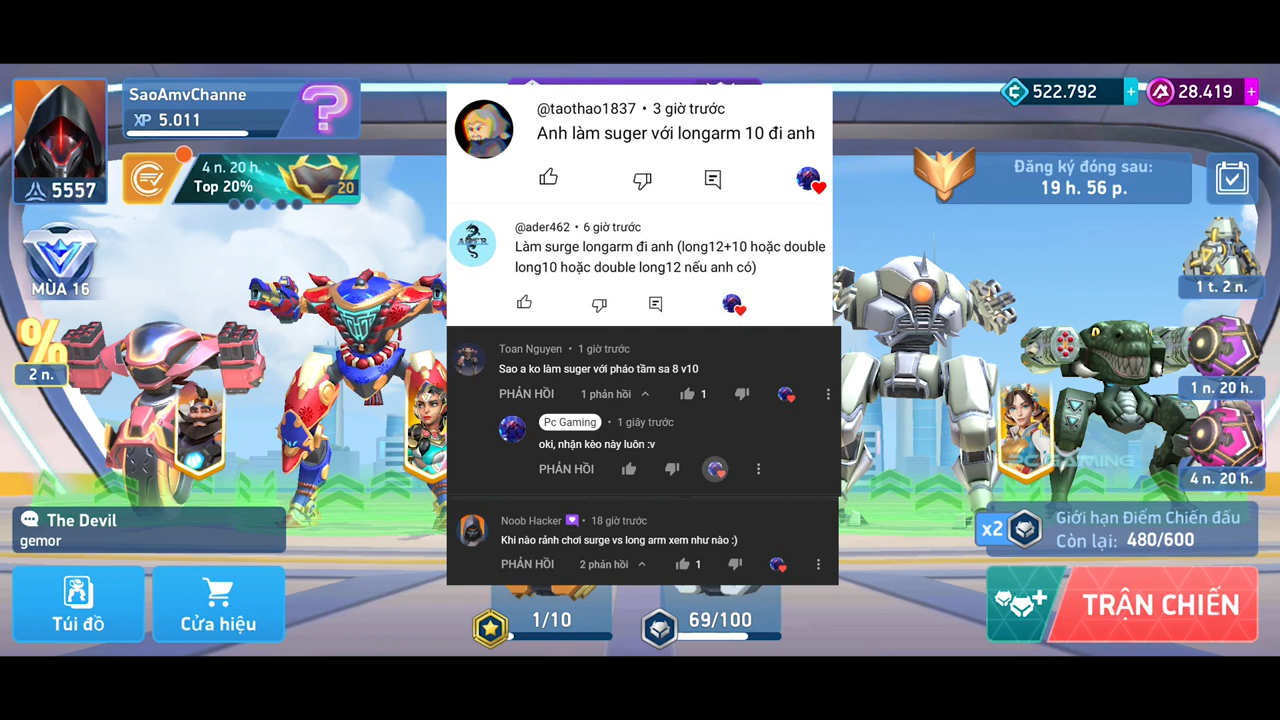 SaoAmvChanne
XP 5.011
5557
4 n. 20 h.
Top 20%
20
MÙA 16
%
2 n.
The Devil
gemor
Túi đồ
Cửa hiệu
@taothao1837 • 3 giờ trước
Anh làm suger với longarm 10 đi anh
ADER
@ader462 • 6 giờ trước
Làm surge longarm đi anh (long12+10 hoặc double
long10 hoặc double long12 nếu anh có)
Toan Nguyen • 1 giờ trước
Sao a ko làm suger với pháo tầm sa 8 v10
PHẢN HỒI 1 phản hồi 1
Pc Gaming • 1 giây trước
oki, nhận kèo này luôn :v
PHẢN HỒI
Noob Hacker • 18 giờ trước
Khi nào rảnh chơi surge vs long arm xem như nào :)
PHẢN HỒI 2 phản hồi 1
1/10
69/100
522.792 +
28.419 +
Đăng ký đóng sau:
19 h. 56 p.
1 t. 2 n.
1 n. 20 h.
PC GAMING
4 n. 20 h.
x2
Giới hạn Điểm Chiến đấu
Còn lại: 480/600
TRẬN CHIẾN